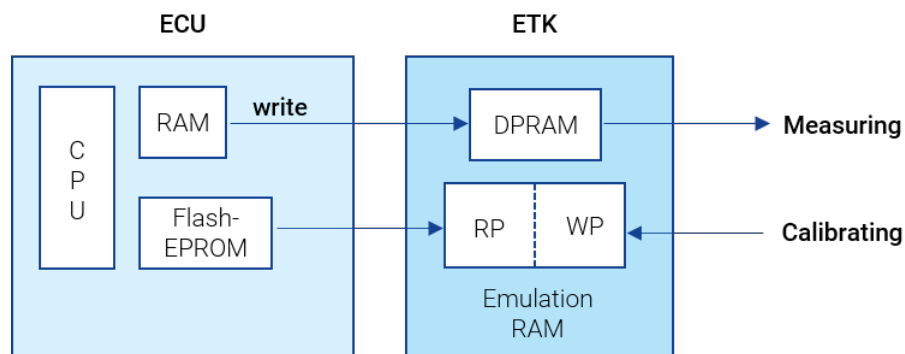 ECU
ETK
C
P
U
RAM
write
DPRAM
Measuring
Flash-
EPROM
RP
WP
Calibrating
Emulation
RAM